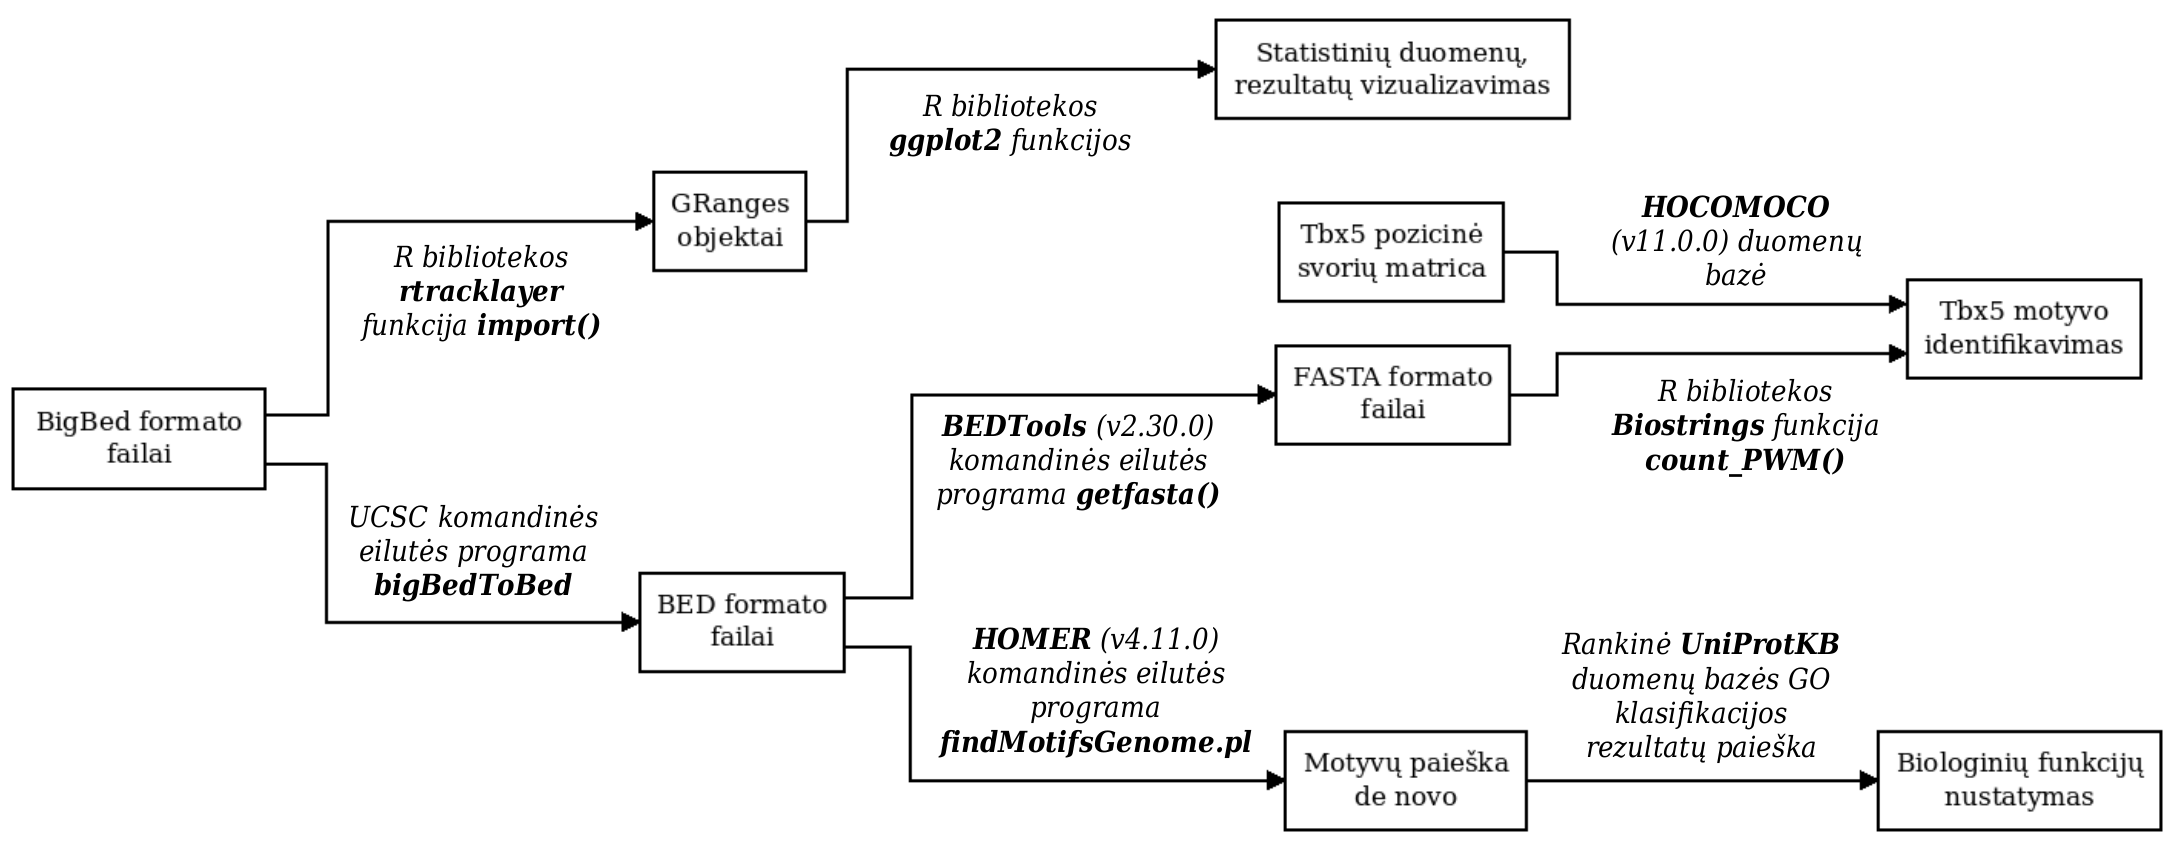 Statistinių duomenų,
rezultatų vizualizavimas
R bibliotekos
ggplot2 funkcijos
GRanges
objektai
R bibliotekos
rtracklayer
funkcija import()
BigBed formato
failai
UCSC komandinės
eilutės programa
bigBedToBed
BED formato
failai
Tbx5 pozicinė
svorių matrica
HOCOMOCO
(v11.0.0) duomenų
bazė
Tbx5 motyvo
identifikavimas
FASTA formato
failai
R bibliotekos
Biostrings funkcija
count_PWM()
BEDTools (v2.30.0)
komandinės eilutės
programa getfasta()
HOMER (v4.11.0)
komandinės eilutės
programa
findMotifsGenome.pl
Motyvų paieška
de novo
Rankinė UniProtKB
duomenų bazės GO
klasifikacijos
rezultatų paieška
Biologinių funkcijų
nustatymas